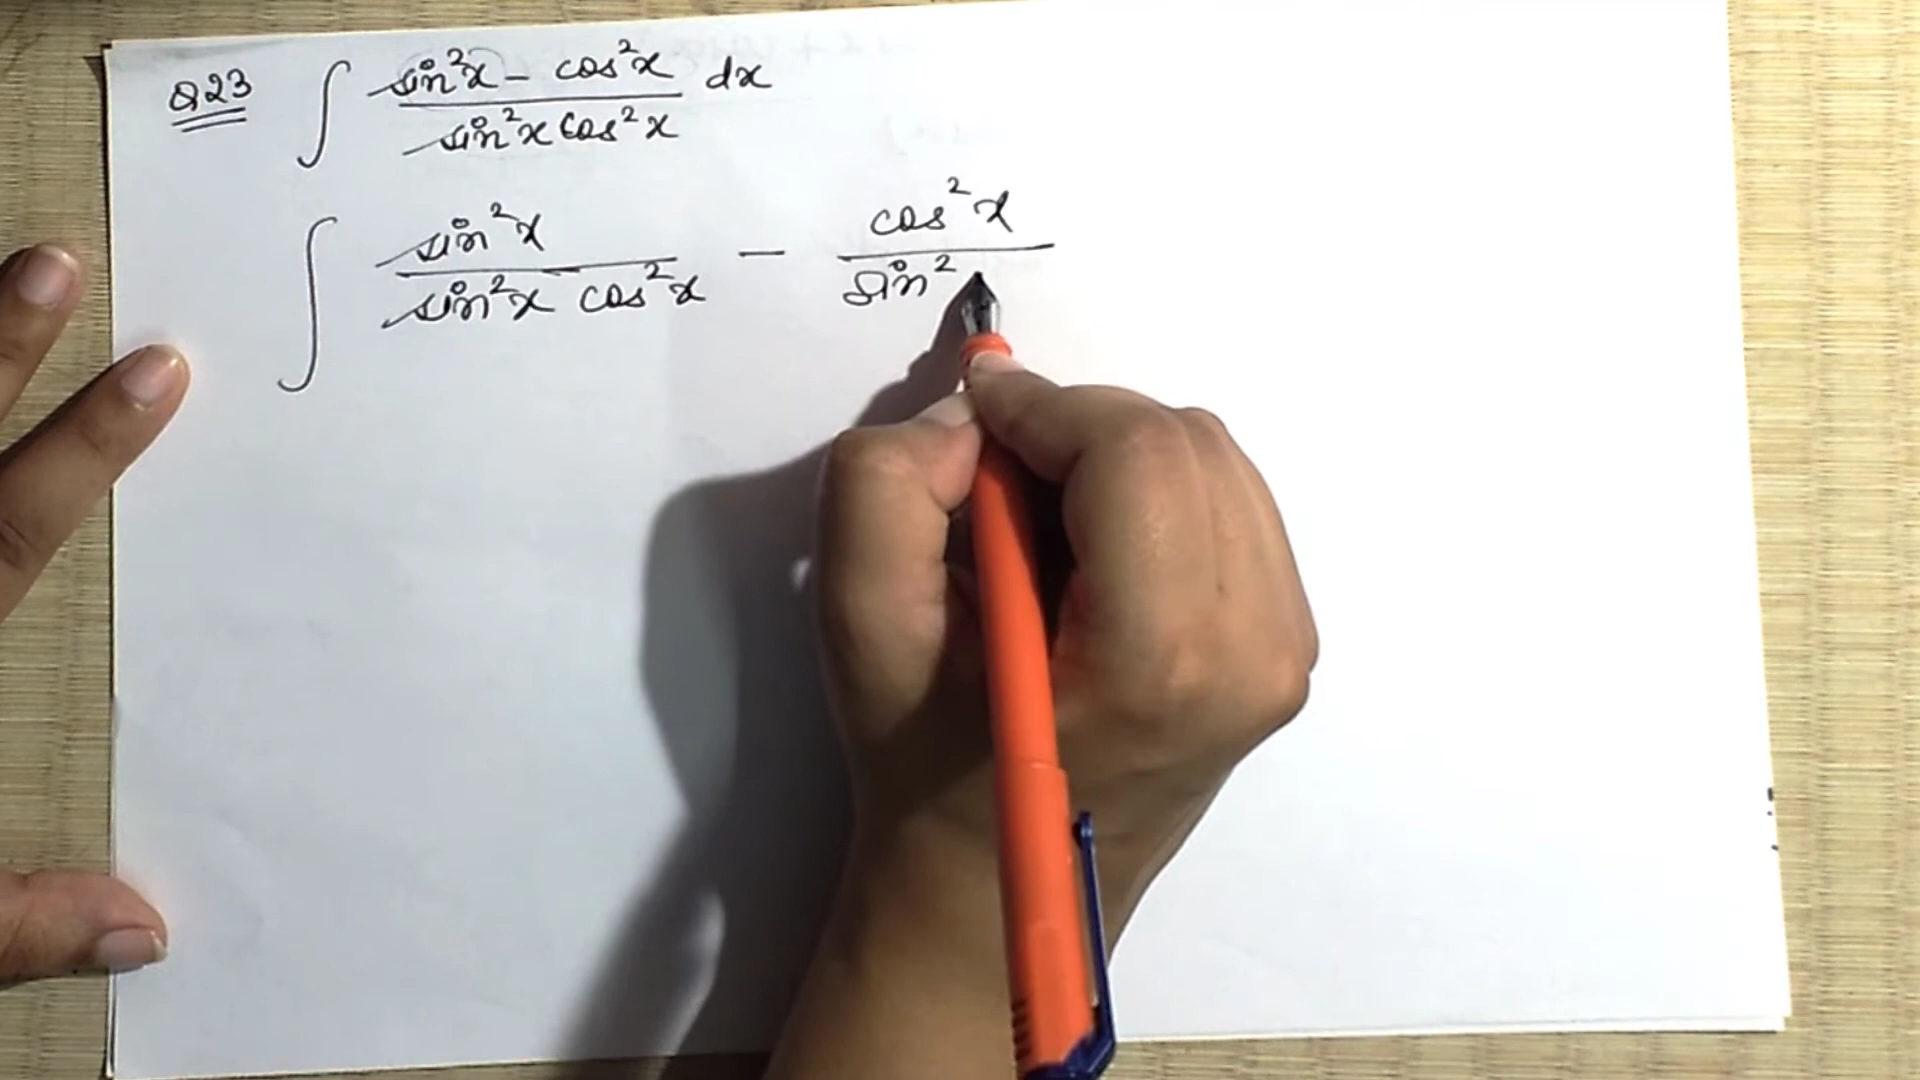 Q23 ∫ sin²x - cos²x / sin²x cos²x dx
∫ sin²x / sin²x cos²x - cos²x / sin²